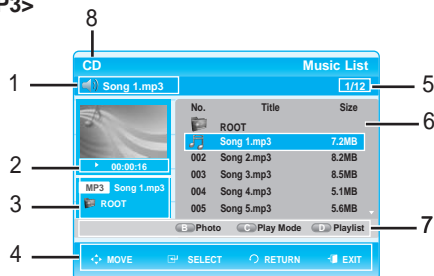 P3>
8
CD Music List
1 Song 1.mp3 1/12 5
No. Title Size
ROOT 6
Song 1.mp3 7.2MB
002 Song 2.mp3 8.2MB
2 00:00:16
003 Song 3.mp3 8.5MB
MP3 Song 1.mp3
004 Song 4.mp3 5.1MB
3 ROOT
005 Song 5.mp3 5.6MB
B Photo C Play Mode D Playlist 7
4 MOVE SELECT RETURN EXIT